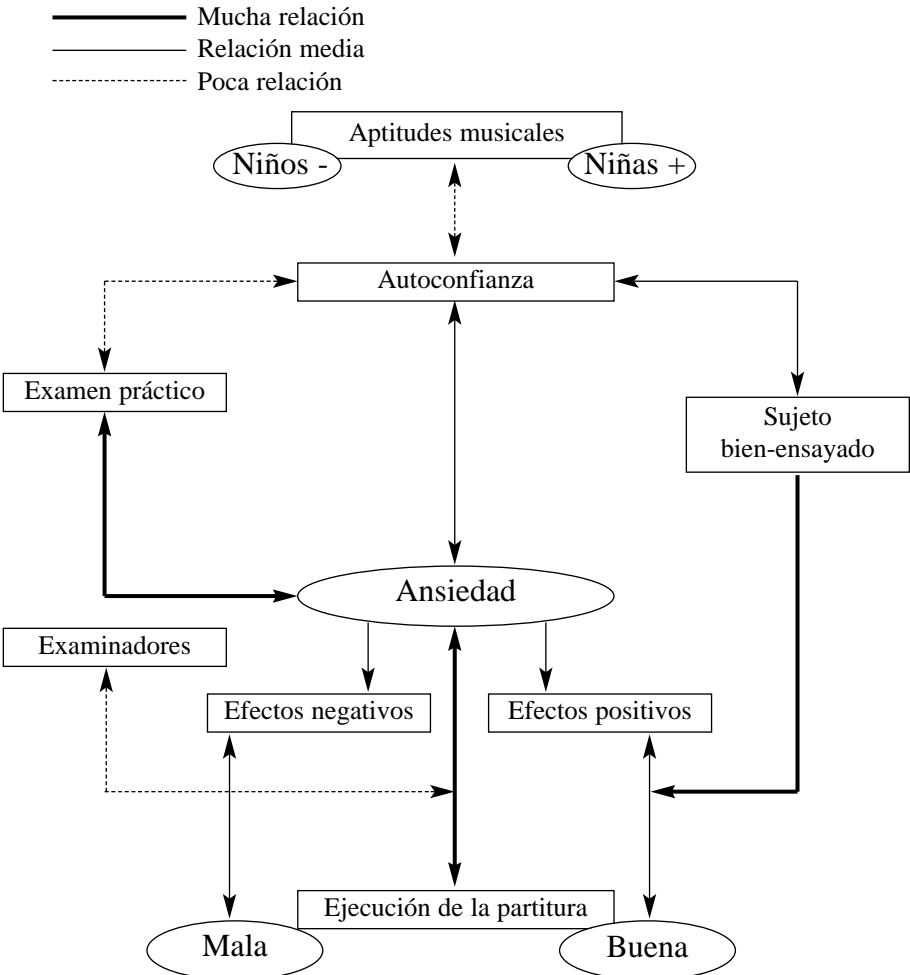 Mucha relación
Relación media
Poca relación
Aptitudes musicales
Niños -
Niñas +
Autoconfianza
Examen práctico
Sujeto
bien-ensayado
Ansiedad
Examinadores
Efectos negativos
Efectos positivos
Ejecución de la partitura
Mala
Buena